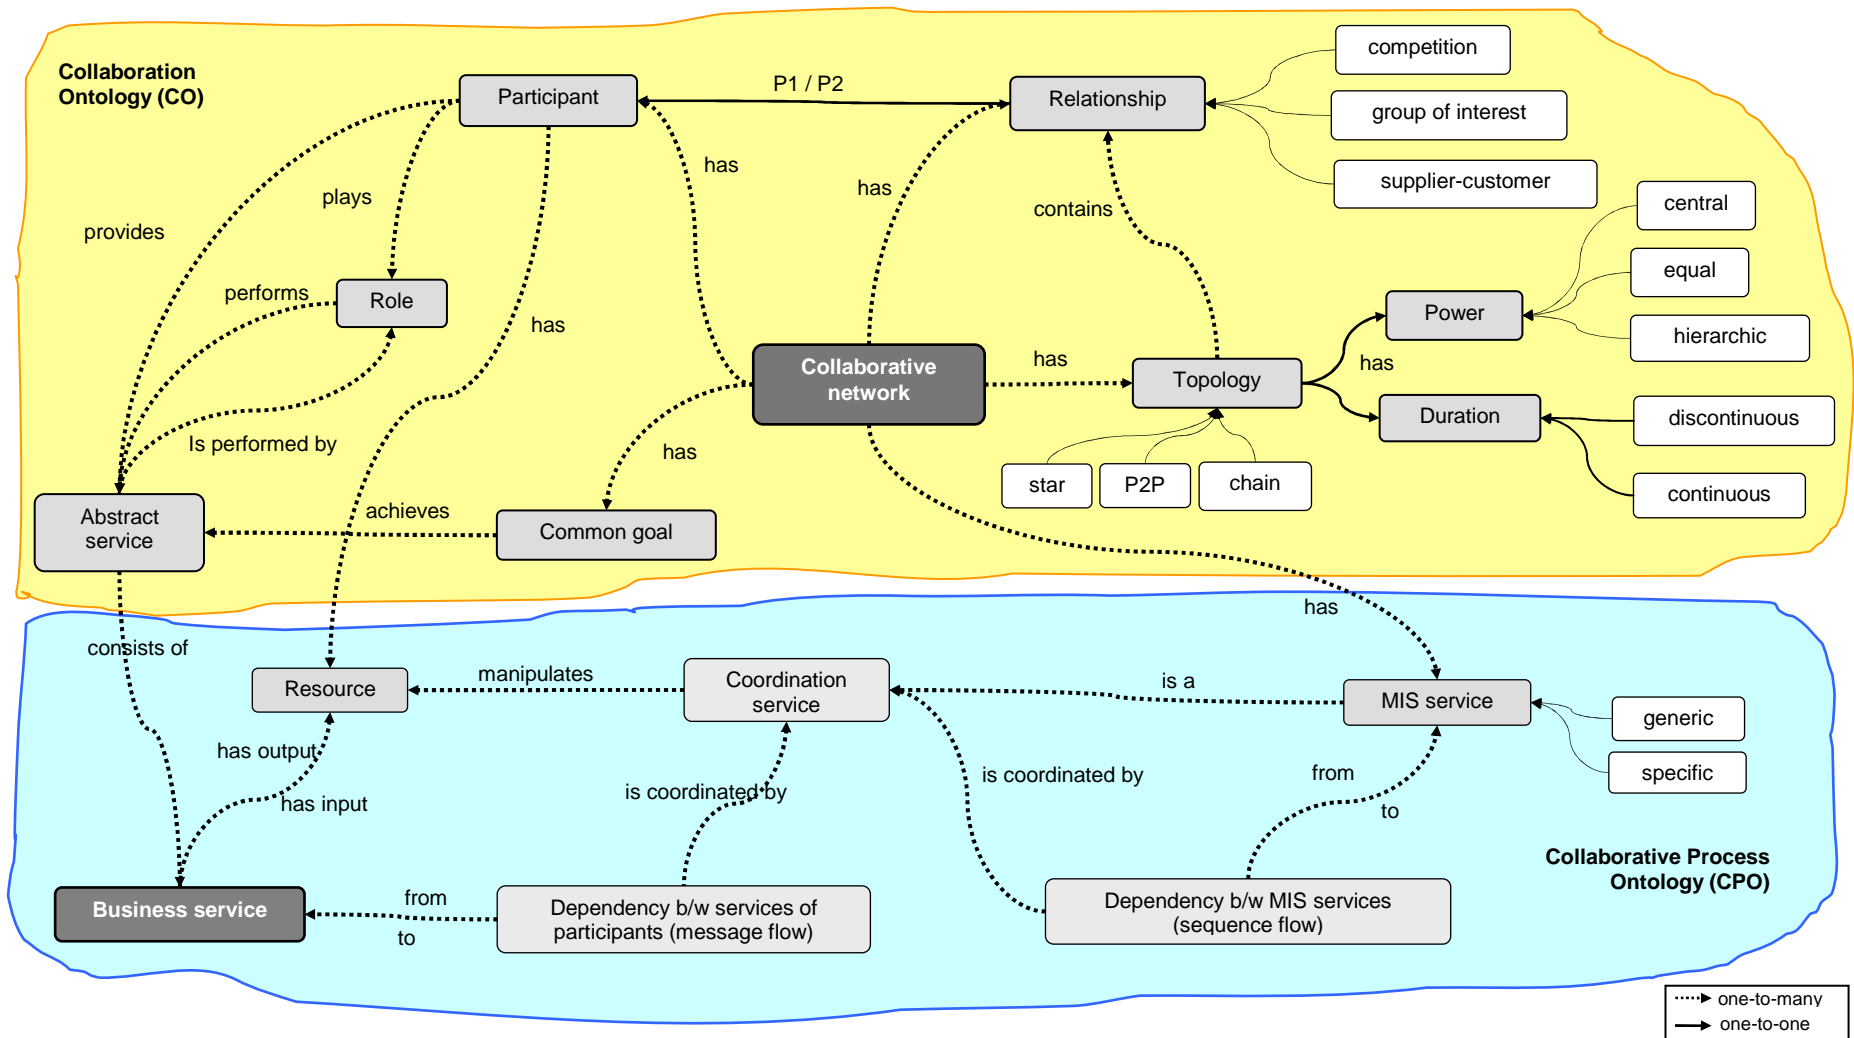 Collaboration
Ontology (CO)
Participant
P1 / P2
Relationship
competition
group of interest
supplier-customer
has
has
plays
provides
contains
central
equal
hierarchic
performs
Role
has
Power
has
Collaborative
network
has
Topology
Duration
discontinuous
continuous
Is performed by
has
star
P2P
chain
Abstract
service
achieves
Common goal
has
consists of
Resource
manipulates
Coordination
service
is a
MIS service
generic
specific
has output
has input
is coordinated by
is coordinated by
from
to
Collaborative Process
Ontology (CPO)
Business service
from
to
Dependency b/w services of
participants (message flow)
Dependency b/w MIS services
(sequence flow)
one-to-many
one-to-one